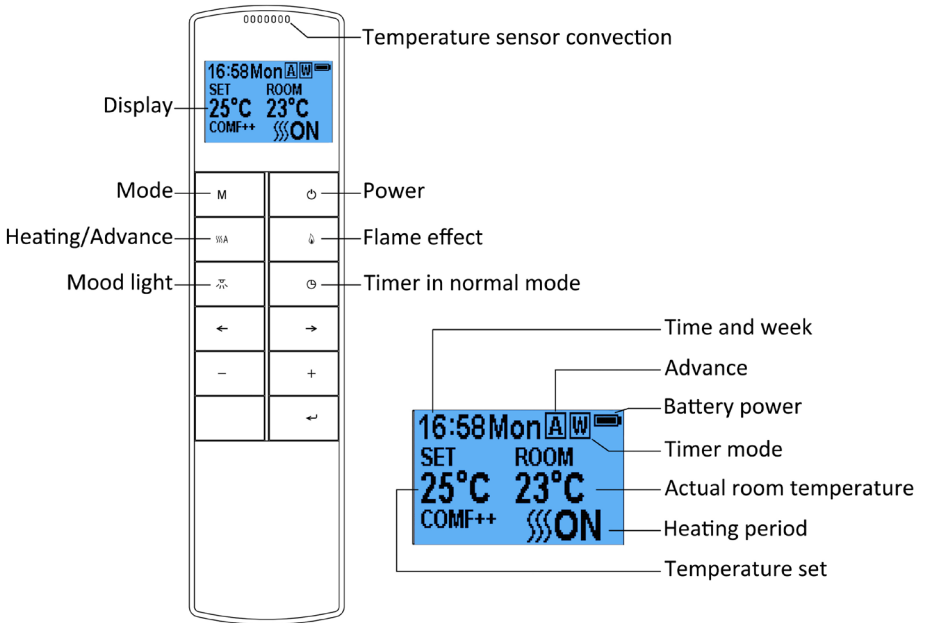 Temperature sensor convection
16:58Mon A W
SET ROOM
Display
25°C 23°C
COMF++ ON
Mode
M
Power
Heating/Advance
A
Flame effect
Mood light
Timer in normal mode
← →
− +
↵
Time and week
Advance
Battery power
16:58Mon A W
Timer mode
SET ROOM
25°C 23°C
Actual room temperature
COMF++ ON
Heating period
Temperature set